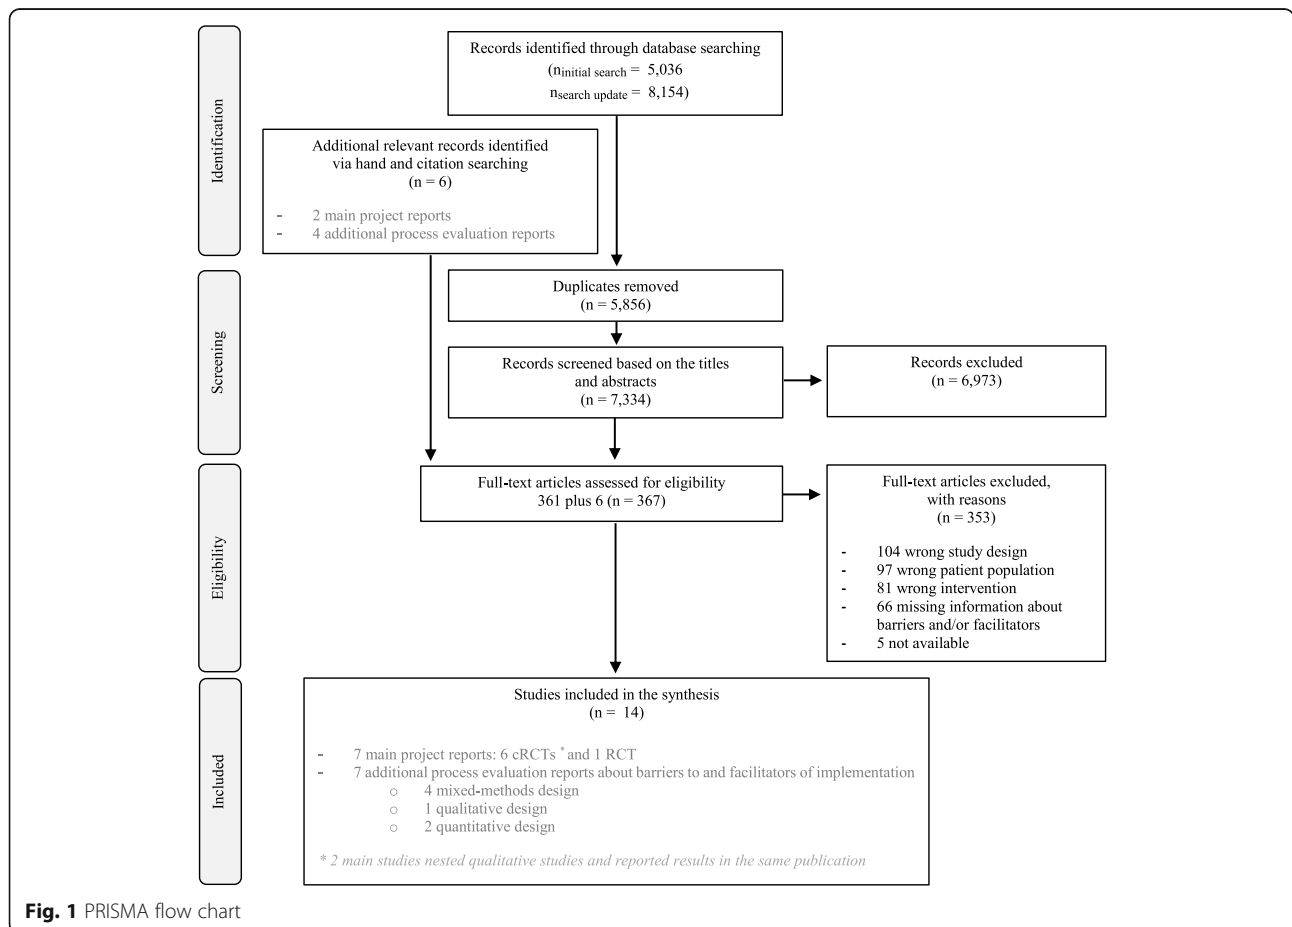 Identification
Records identified through database searching
(ninitial search = 5,036
nsearch update = 8,154)
Additional relevant records identified
via hand and citation searching
(n = 6)
- 2 main project reports
- 4 additional process evaluation reports
Screening
Duplicates removed
(n = 5,856)
Records screened based on the titles
and abstracts
(n = 7,334)
Records excluded
(n = 6,973)
Eligibility
Full-text articles assessed for eligibility
361 plus 6 (n = 367)
Full-text articles excluded,
with reasons
(n = 353)
- 104 wrong study design
- 97 wrong patient population
- 81 wrong intervention
- 66 missing information about
barriers and/or facilitators
- 5 not available
Included
Studies included in the synthesis
(n = 14)
- 7 main project reports: 6 cRCTs * and 1 RCT
- 7 additional process evaluation reports about barriers to and facilitators of implementation
o 4 mixed-methods design
o 1 qualitative design
o 2 quantitative design
* 2 main studies nested qualitative studies and reported results in the same publication
Fig. 1 PRISMA flow chart